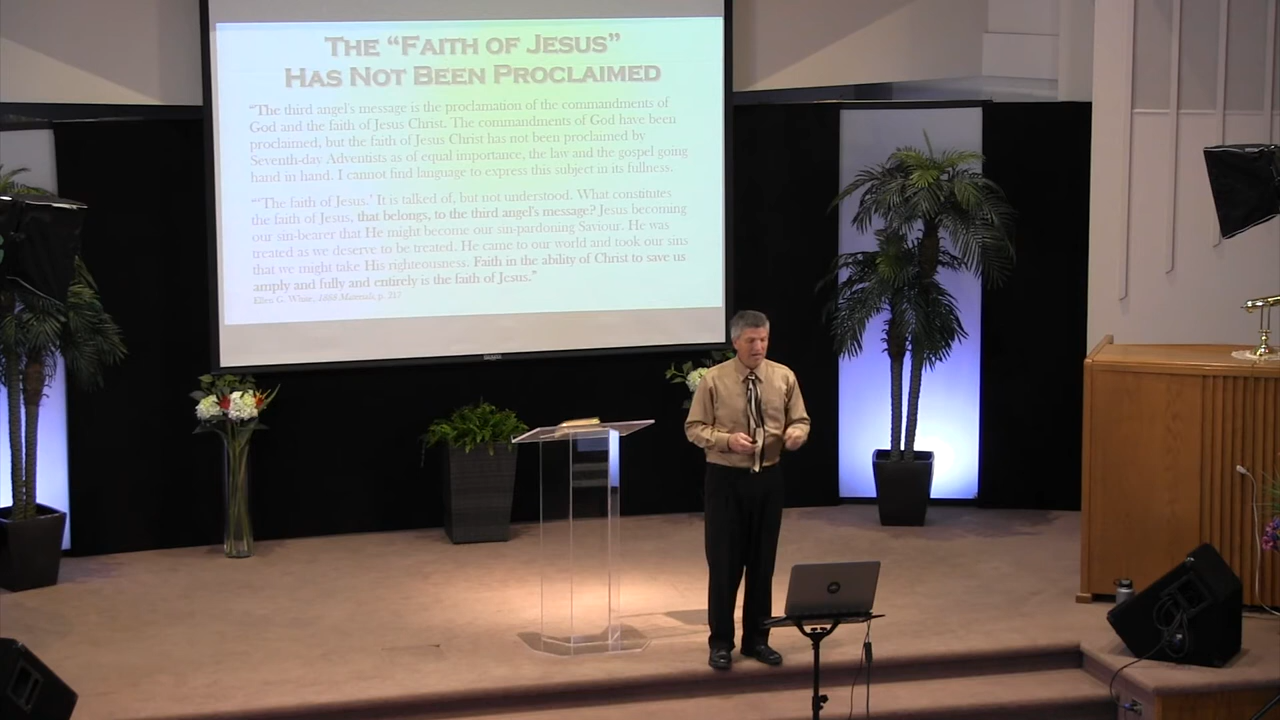 THE “FAITH OF JESUS”
HAS NOT BEEN PROCLAIMED
“The third angel's message is the proclamation of the commandments of
God and the faith of Jesus Christ. The commandments of God have been
proclaimed, but the faith of Jesus Christ has not been proclaimed by
Seventh-day Adventists as of equal importance, the law and the gospel going
hand in hand. I cannot find language to express this subject in its fullness.
“‘The faith of Jesus.’ It is talked of, but not understood. What constitutes
the faith of Jesus, that belongs, to the third angel's message? Jesus becoming
our sin-bearer that He might become our sin-pardoning Saviour. He was
treated as we deserve to be treated. He came to our world and took our sins
that we might take His righteousness. Faith in the ability of Christ to save us
amply and fully and entirely is the faith of Jesus.”
Ellen G. White, 1888 Materials, p. 217